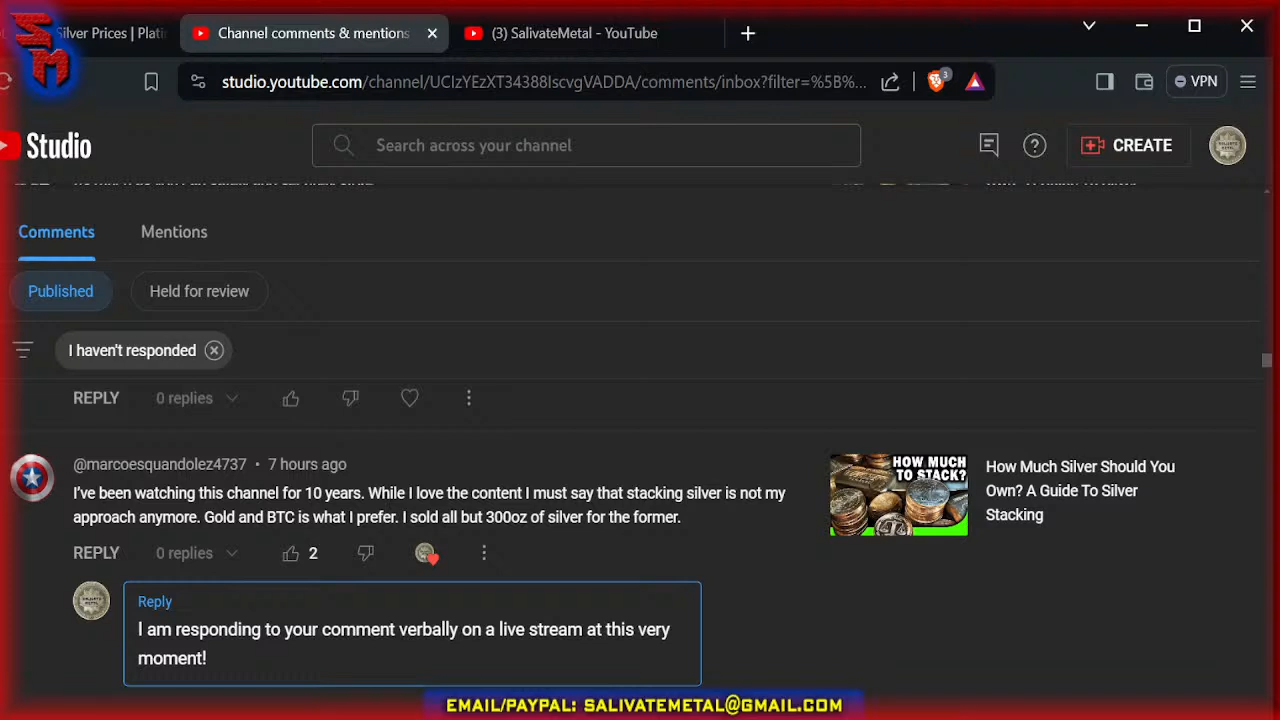 SM
Silver Prices | Plati
Channel comments & mentions
(3) SalivateMetal - YouTube
studio.youtube.com/channel/UCIzYEzXT34388IscvgVADDA/comments/inbox?filter=%5B%...
3
VPN
Studio
Search across your channel
CREATE
Comments
Mentions
Published
Held for review
I haven't responded
REPLY
0 replies
@marcoesquandolez4737 • 7 hours ago
I've been watching this channel for 10 years. While I love the content I must say that stacking silver is not my
approach anymore. Gold and BTC is what I prefer. I sold all but 300oz of silver for the former.
HOW MUCH
TO STACK?
How Much Silver Should You
Own? A Guide To Silver
Stacking
REPLY
0 replies
2
Reply
I am responding to your comment verbally on a live stream at this very
moment!
EMAIL/PAYPAL: SALIVATEMETAL@GMAIL.COM